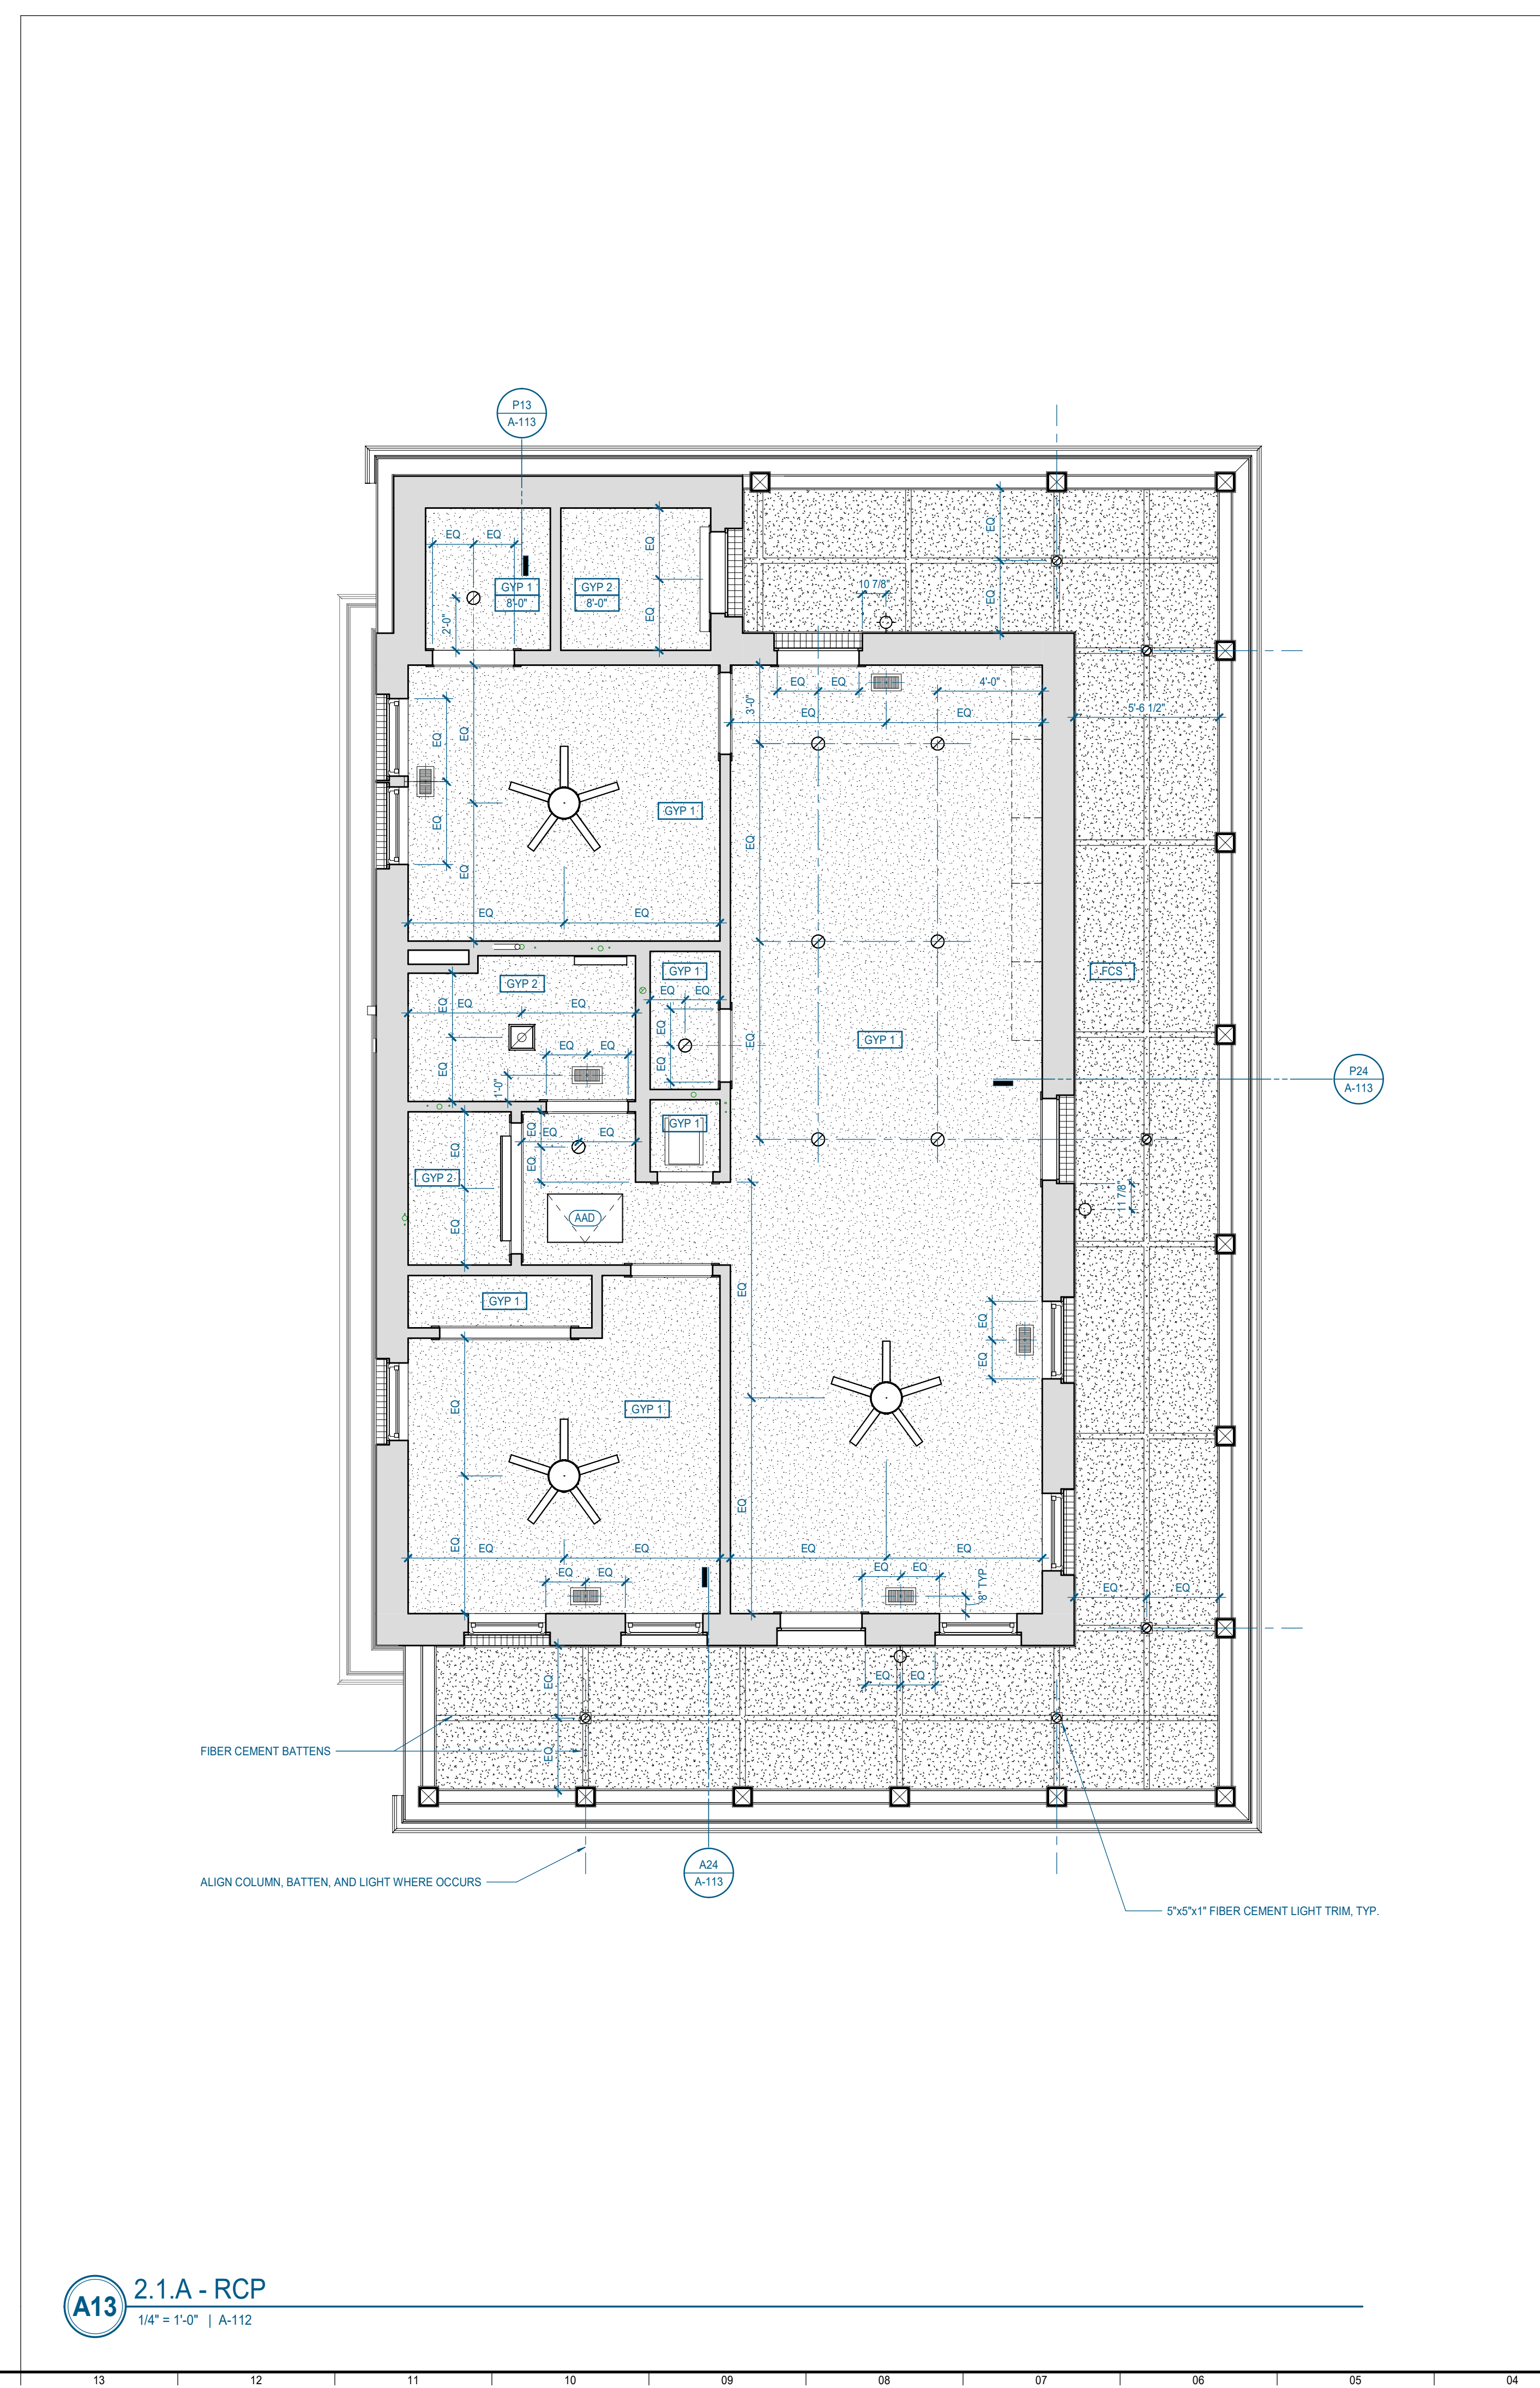 P13
A-113
EQ EQ
EQ
EQ
GYP 1
8'-0"
GYP 2
8'-0"
2'-0"
EQ
EQ
10 7/8"
EQ EQ
4'-0"
3'-0"
EQ EQ
5'-6 1/2"
EQ
EQ
EQ
EQ
GYP 1
EQ
EQ EQ
GYP 2
EQ EQ
EQ
EQ
EQ EQ
1'-0"
GYP 1
EQ EQ
EQ
EQ
EQ
GYP 1
FCS
P24
A-113
GYP 1
EQ
EQ EQ
EQ
EQ
GYP 2
EQ
AAD
11 7/8"
GYP 1
EQ
EQ
EQ
EQ
GYP 1
EQ
EQ
EQ EQ
EQ EQ
EQ
EQ EQ
EQ EQ
8" TYP
EQ EQ
EQ EQ
EQ
EQ
FIBER CEMENT BATTENS
ALIGN COLUMN, BATTEN, AND LIGHT WHERE OCCURS
A24
A-113
5"x5"x1" FIBER CEMENT LIGHT TRIM, TYP.
A13
2.1.A - RCP
1/4" = 1'-0" | A-112
13 12 11 10 09 08 07 06 05 04